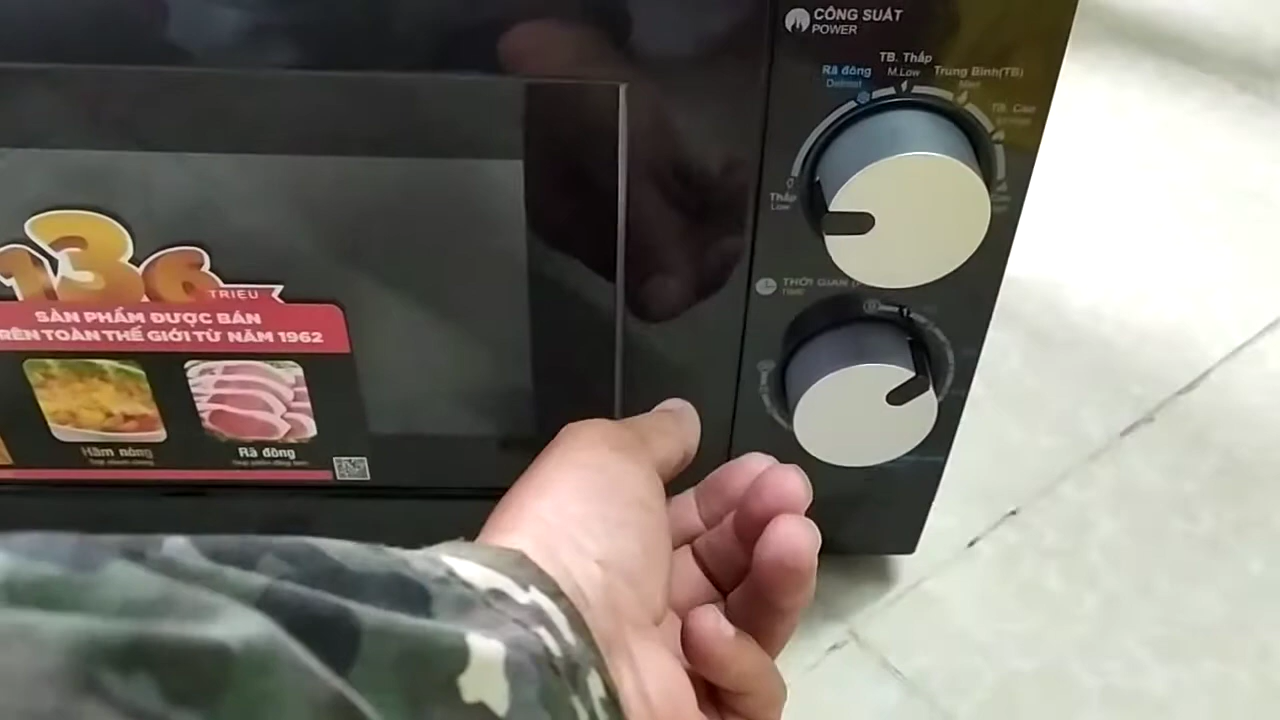 CÔNG SUẤT
POWER
TB. Thấp
M.Low
Rã đông
Defrost
Trung Bình(TB)
Med
TB. Cao
Thấp
Low
THỜI GIAN
TIME
136
TRIỆU
SẢN PHẨM ĐƯỢC BÁN
RÊN TOÀN THẾ GIỚI TỪ NĂM 1962
Hâm nóng
Rã đông